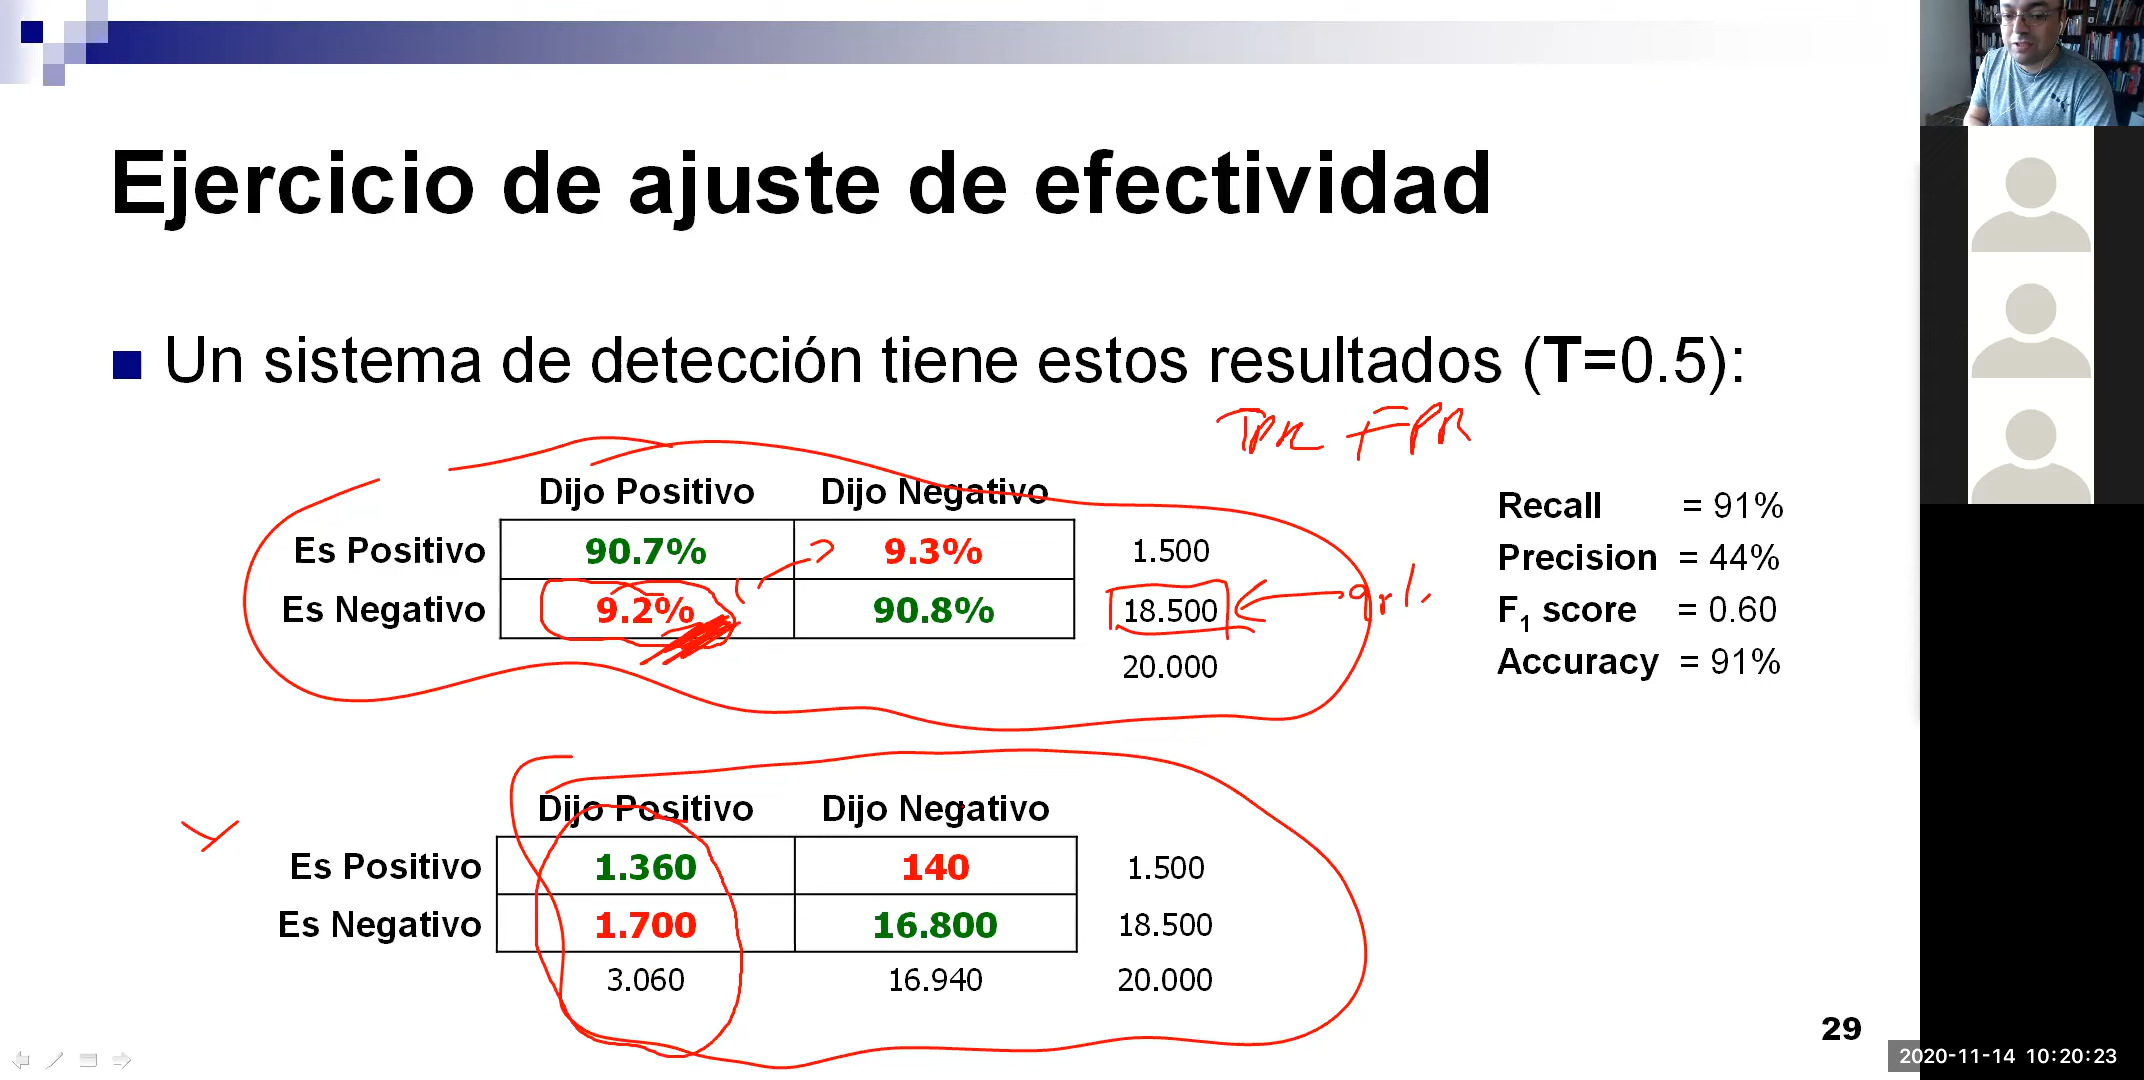 Ejercicio de ajuste de efectividad
Un sistema de detección tiene estos resultados (T=0.5):
TPR FPR
Dijo Positivo Dijo Negativo
Es Positivo 90.7% 9.3% 1.500
Es Negativo 9.2% 90.8% 18.500
20.000
Recall = 91%
Precision = 44%
F1 score = 0.60
Accuracy = 91%
Dijo Positivo Dijo Negativo
Es Positivo 1.360 140 1.500
Es Negativo 1.700 16.800 18.500
3.060 16.940 20.000
29
2020-11-14 10:20:23